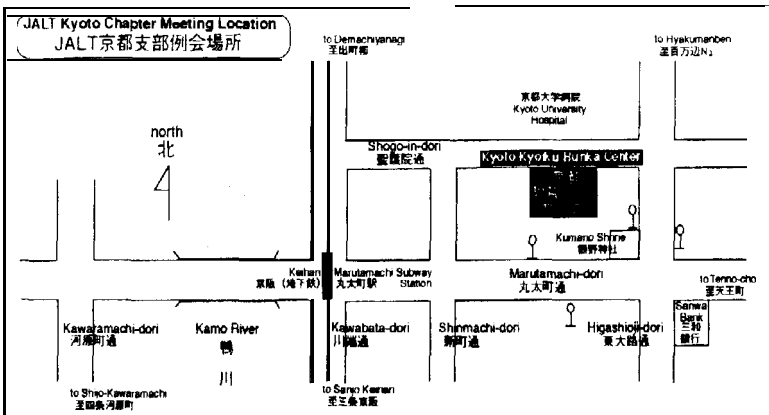 JALT Kyoto Chapter Meeting Location
JALT京都支部例会場所
to Demachiyanagi
至出町柳
to Hyakumanben
north
北
京都大学病院
Kyoto University
Hospital
Shogo-in-dori
聖護院通
Kyoto Kyoiku Bunka Center
Kumano Shrine
熊野神社
Keihan
京阪 (地下鉄)
Marutamachi Subway
丸太町駅
Station
Marutamachi-dori
丸太町通
to Tenno-cho
至天王町
Kawaramachi-dori
河原町通
Kamo River
鴨
川
Kawabata-dori
川端通
Shinmachi-dori
新町通
Higashioji-dori
東大路通
Sanwa
Bank
三和
銀行
to Shijo-Kawaramachi
至四条河原町
to Sanjo Keihan
至三条京阪